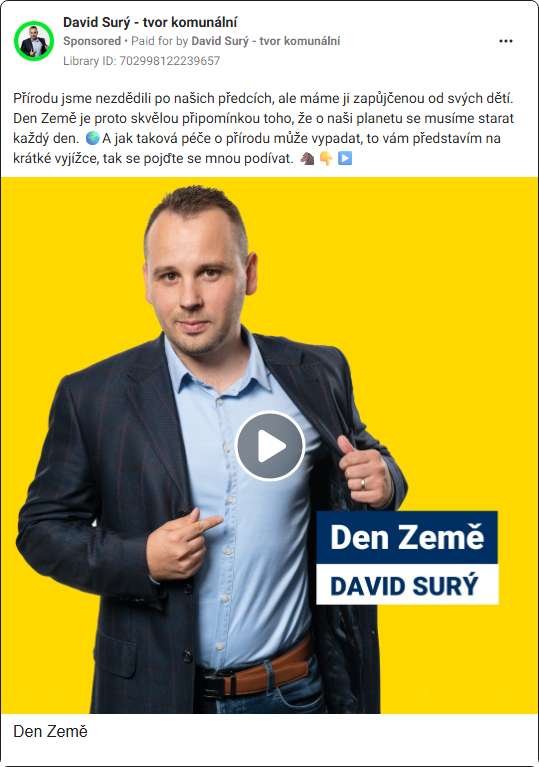 David Surý - tvor komunální
Sponsored • Paid for by David Surý - tvor komunální
Library ID: 702998122239657
Přírodu jsme nezdědili po našich předcích, ale máme ji zapůjčenou od svých dětí.
Den Země je proto skvělou připomínkou toho, že o naši planetu se musíme starat
každý den. 🌍 A jak taková péče o přírodu může vypadat, to vám představím na
krátké vyjížce, tak se pojďte se mnou podívat. 🐴👇▶️
Den Země
DAVID SURÝ
Den Země